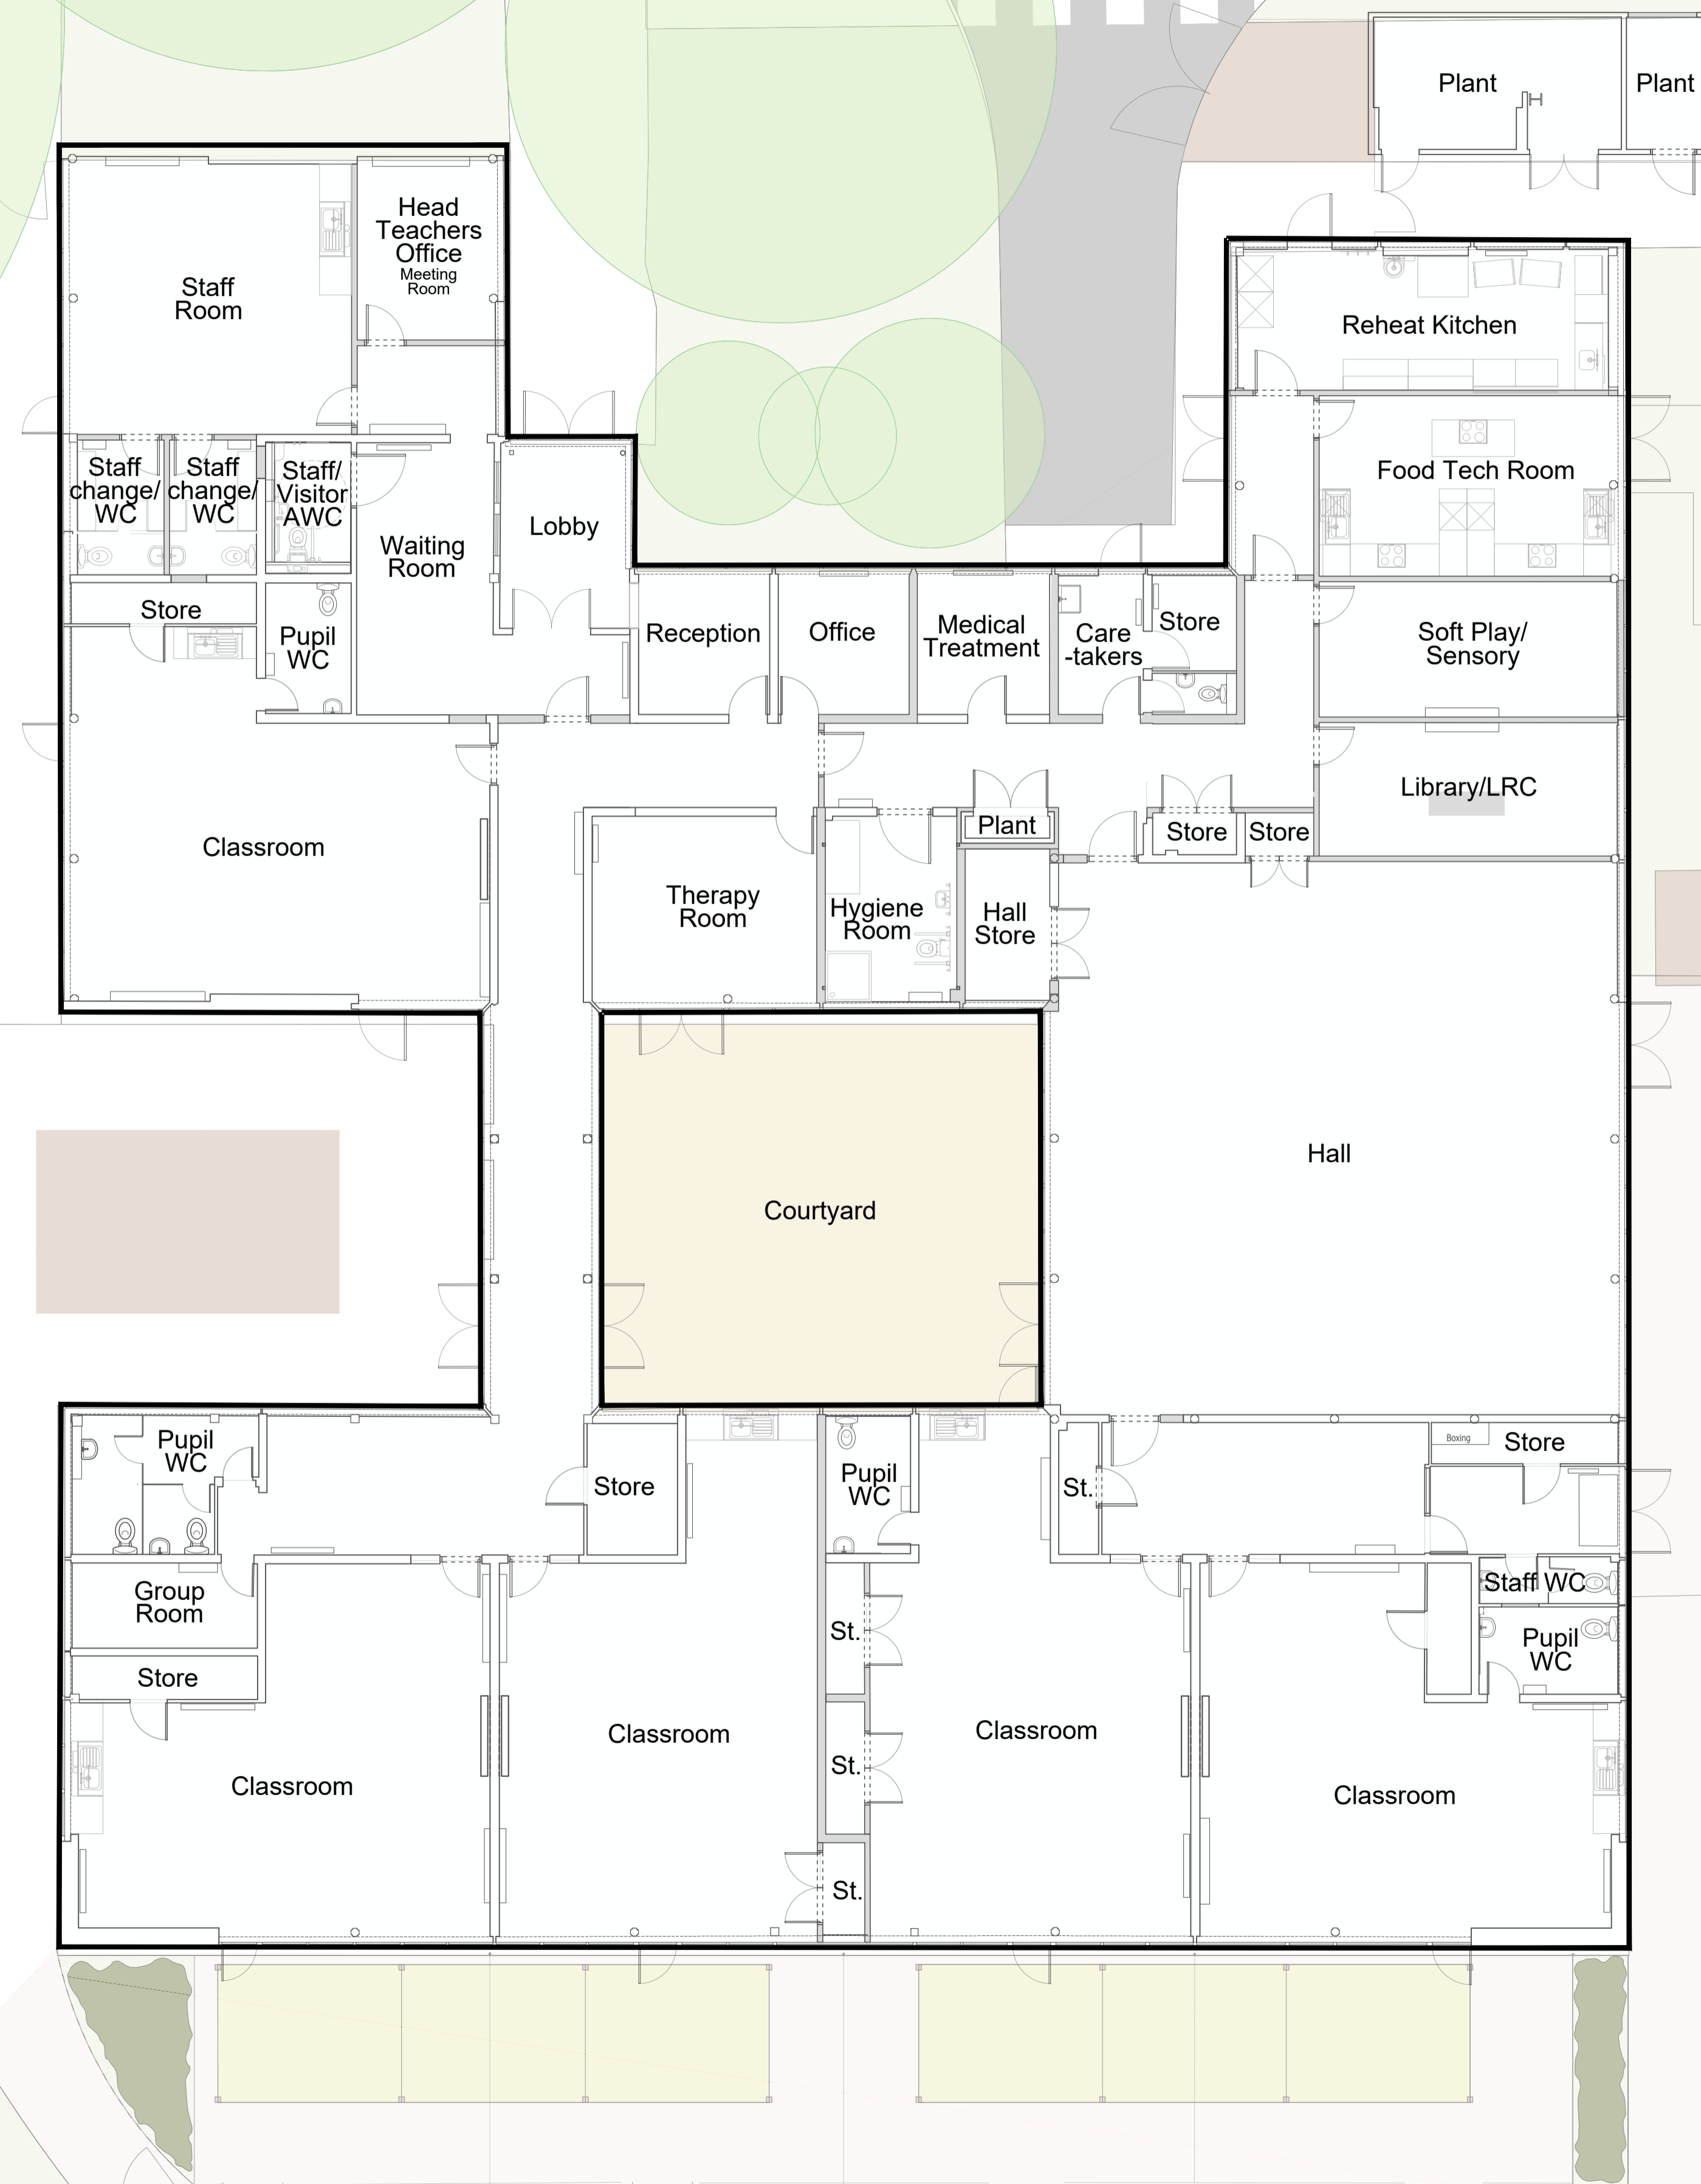 Plant
Plant
Head
Teachers
Office
Meeting
Room
Staff
Room
Reheat Kitchen
Staff
change/
WC
Staff
change/
WC
Staff/
Visitor
AWC
Waiting
Room
Lobby
Food Tech Room
Store
Pupil
WC
Reception
Office
Medical
Treatment
Care
-takers
Store
Soft Play/
Sensory
Library/LRC
Classroom
Therapy
Room
Hygiene
Room
Plant
Hall
Store
Store
Store
Courtyard
Hall
Pupil
WC
Store
Pupil
WC
St.
Boxing
Store
Group
Room
Store
St.
Staff WC
Pupil
WC
Classroom
Classroom
St.
Classroom
Classroom
St.